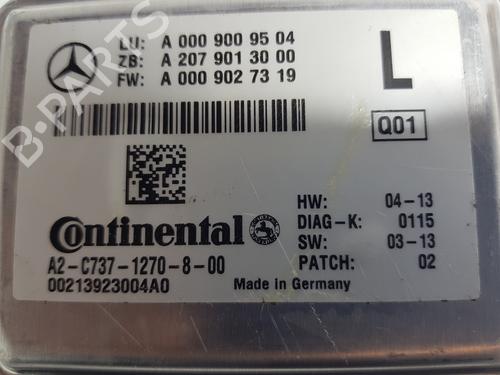 LU: A 000 900 95 04
ZB: A 207 901 30 00
FW: A 000 902 73 19
L
Q01
Continental
HW: 04-13
DIAG-K: 0115
SW: 03-13
PATCH: 02
A2-C737-1270-8-00
00213923004A0
Made in Germany
B-PARTS